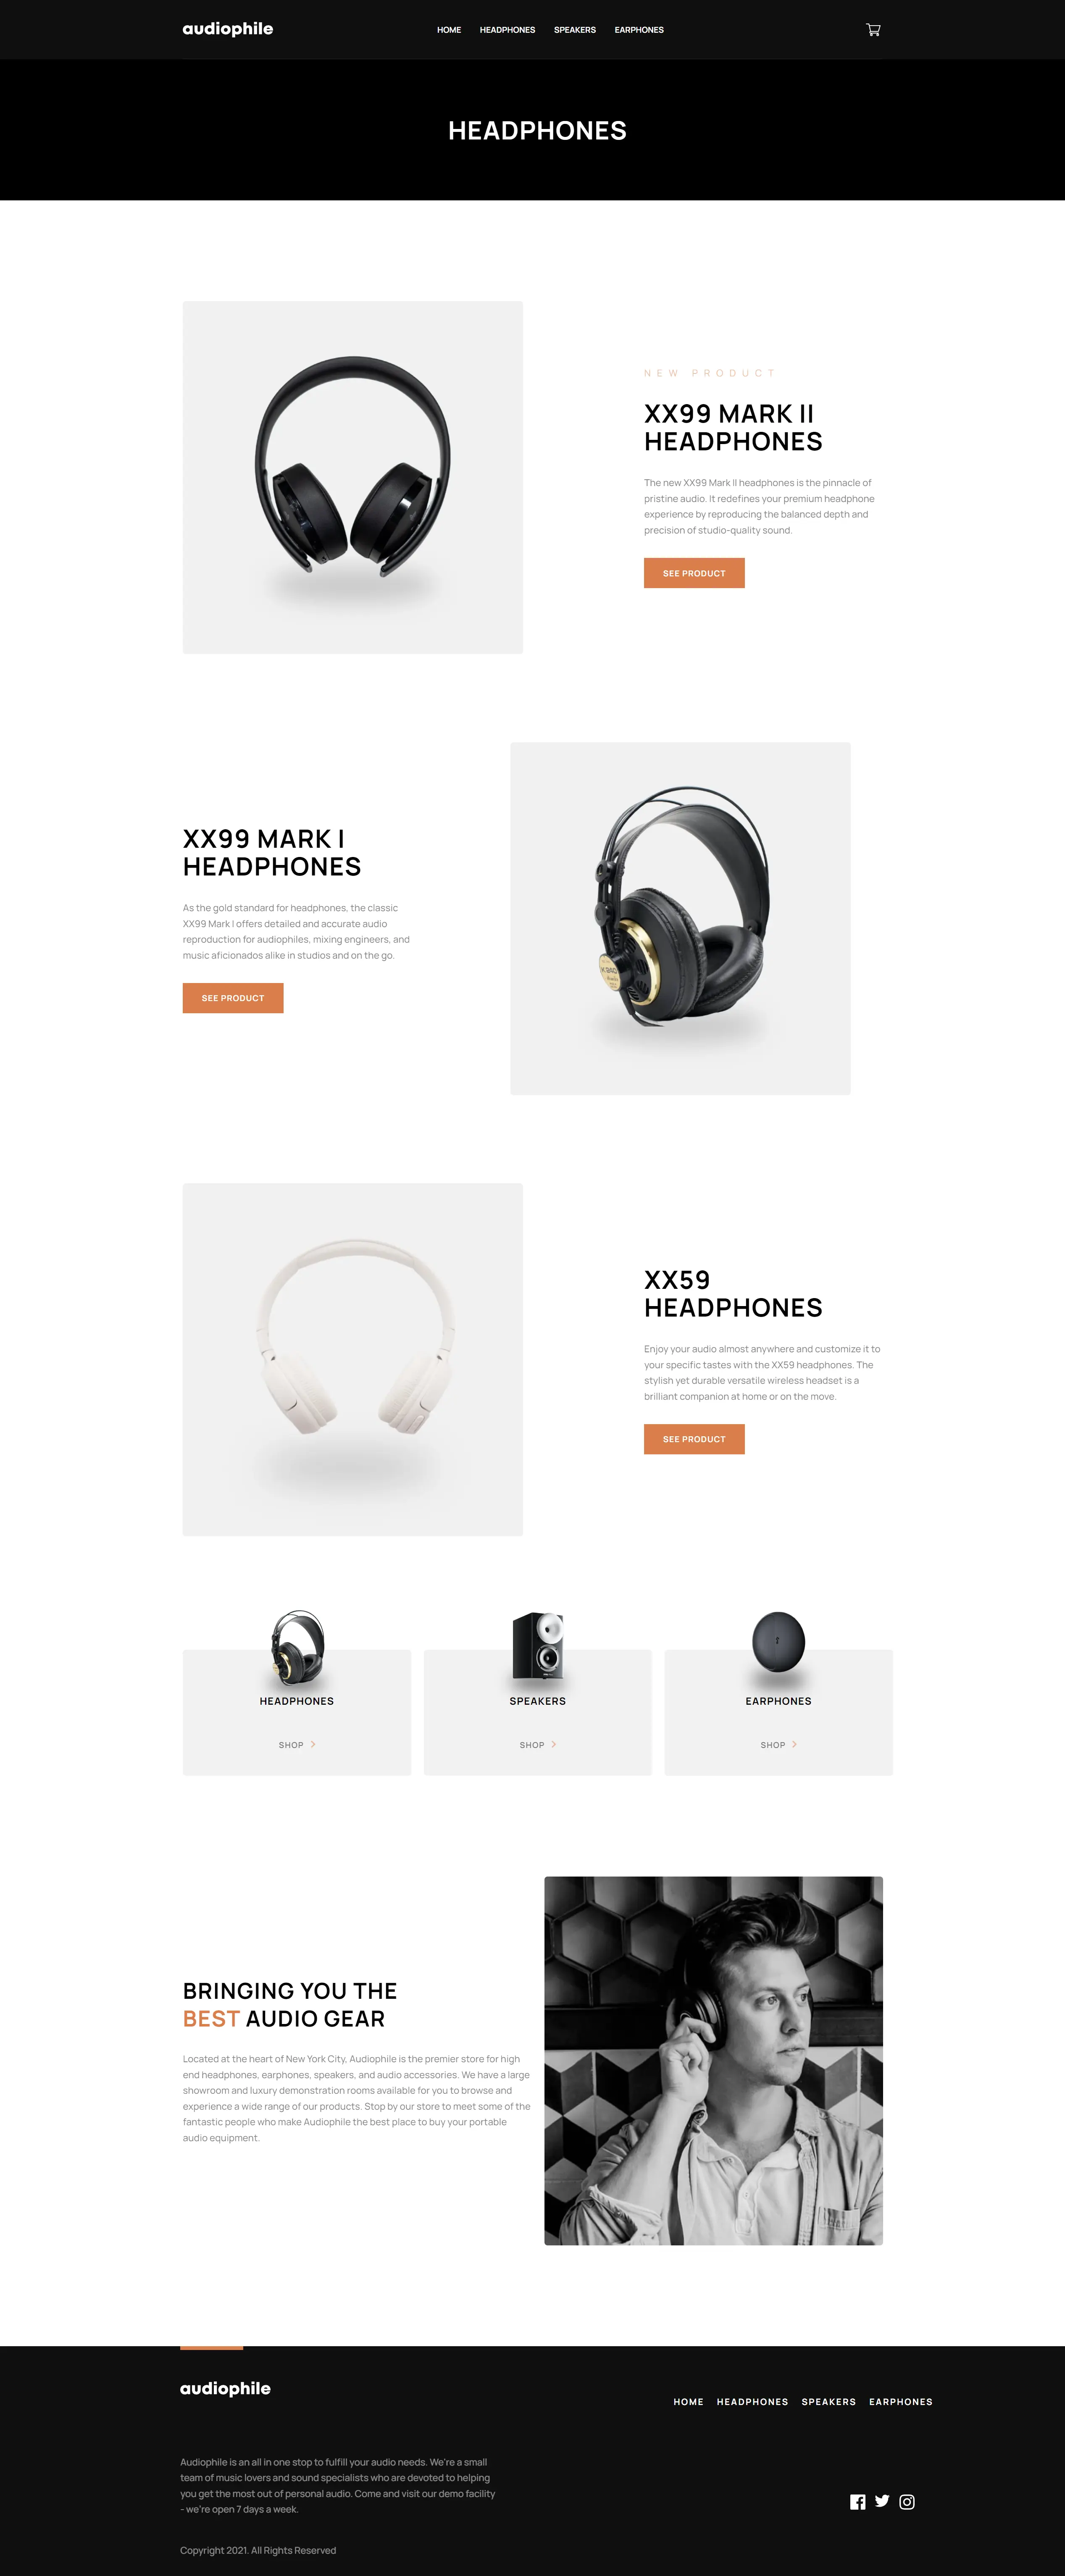 audiophile
HOME HEADPHONES SPEAKERS EARPHONES
HEADPHONES
NEW PRODUCT
XX99 MARK II
HEADPHONES
The new XX99 Mark II headphones is the pinnacle of
pristine audio. It redefines your premium headphone
experience by reproducing the balanced depth and
precision of studio-quality sound.
SEE PRODUCT
XX99 MARK I
HEADPHONES
As the gold standard for headphones, the classic
XX99 Mark I offers detailed and accurate audio
reproduction for audiophiles, mixing engineers, and
music aficionados alike in studios and on the go.
SEE PRODUCT
XX59
HEADPHONES
Enjoy your audio almost anywhere and customize it to
your specific tastes with the XX59 headphones. The
stylish yet durable versatile wireless headset is a
brilliant companion at home or on the move.
SEE PRODUCT
HEADPHONES
SHOP
SPEAKERS
SHOP
EARPHONES
SHOP
BRINGING YOU THE
BEST AUDIO GEAR
Located at the heart of New York City, Audiophile is the premier store for high
end headphones, earphones, speakers, and audio accessories. We have a large
showroom and luxury demonstration rooms available for you to browse and
experience a wide range of our products. Stop by our store to meet some of the
fantastic people who make Audiophile the best place to buy your portable
audio equipment.
audiophile
HOME HEADPHONES SPEAKERS EARPHONES
Audiophile is an all in one stop to fulfill your audio needs. We're a small
team of music lovers and sound specialists who are devoted to helping
you get the most out of personal audio. Come and visit our demo facility
- we're open 7 days a week.
Copyright 2021. All Rights Reserved